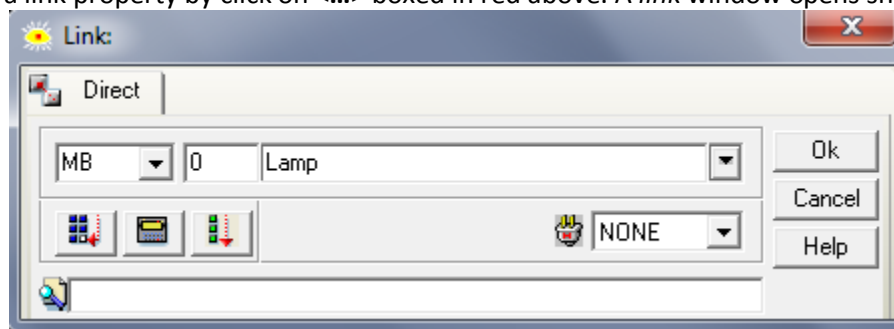 a link property by click on <...> boxed in red above. A link window opens sh
Link:
Direct
MB 0 Lamp Ok
Cancel
NONE Help